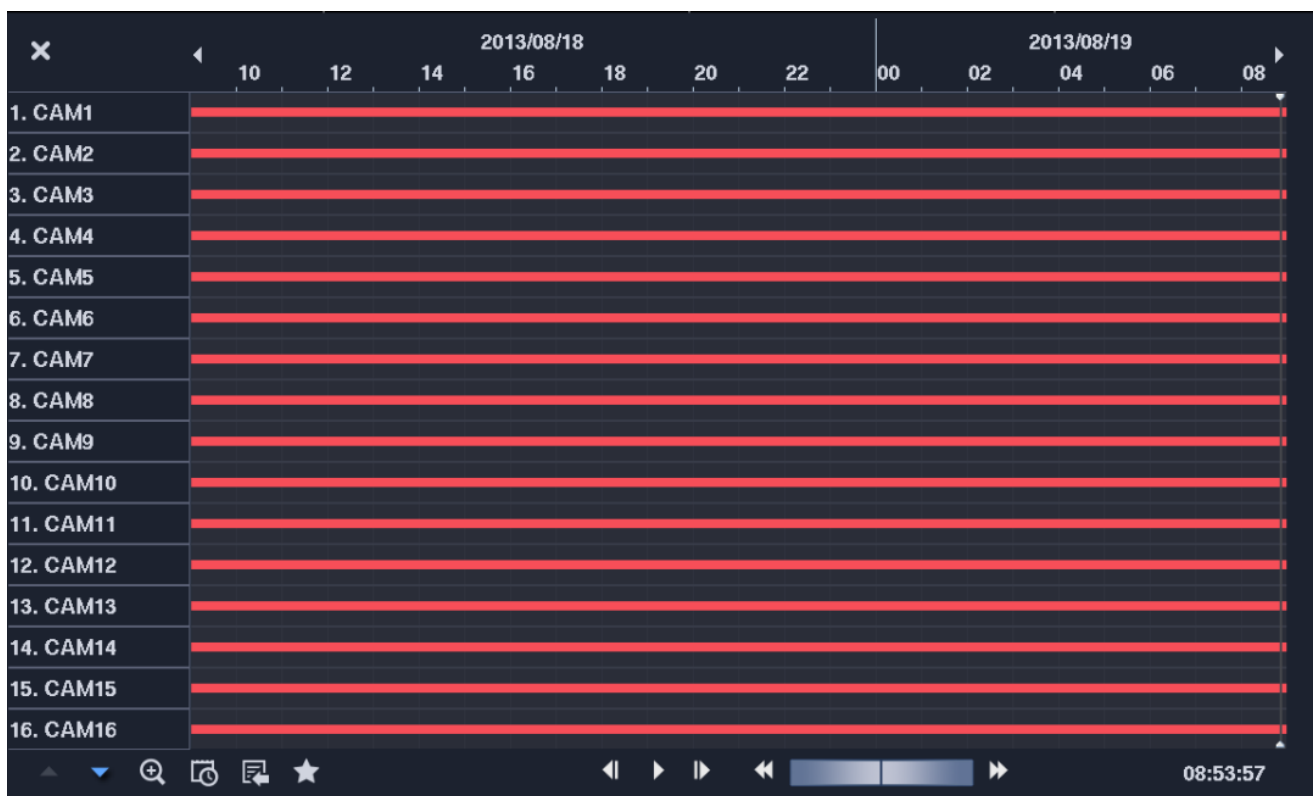 2013/08/18 2013/08/19
10 12 14 16 18 20 22 00 02 04 06 08
1. CAM1
2. CAM2
3. CAM3
4. CAM4
5. CAM5
6. CAM6
7. CAM7
8. CAM8
9. CAM9
10. CAM10
11. CAM11
12. CAM12
13. CAM13
14. CAM14
15. CAM15
16. CAM16
08:53:57